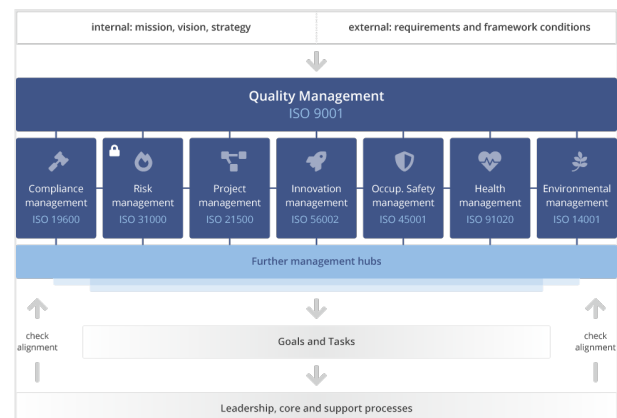 internal: mission, vision, strategy
external: requirements and framework conditions
Quality Management
ISO 9001
Compliance
management
ISO 19600
Risk
management
ISO 31000
Project
management
ISO 21500
Innovation
management
ISO 56002
Occup. Safety
management
ISO 45001
Health
management
ISO 91020
Environmental
management
ISO 14001
Further management hubs
check
alignment
Goals and Tasks
check
alignment
Leadership, core and support processes